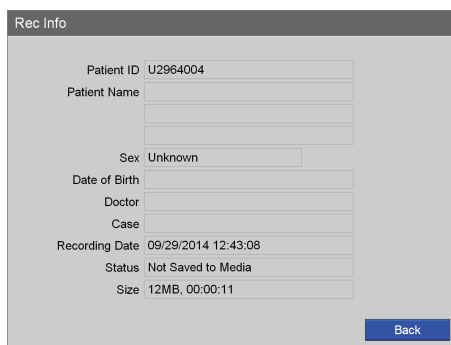 Rec Info
Patient ID U2964004
Patient Name
Sex Unknown
Date of Birth
Doctor
Case
Recording Date 09/29/2014 12:43:08
Status Not Saved to Media
Size 12MB, 00:00:11
Back